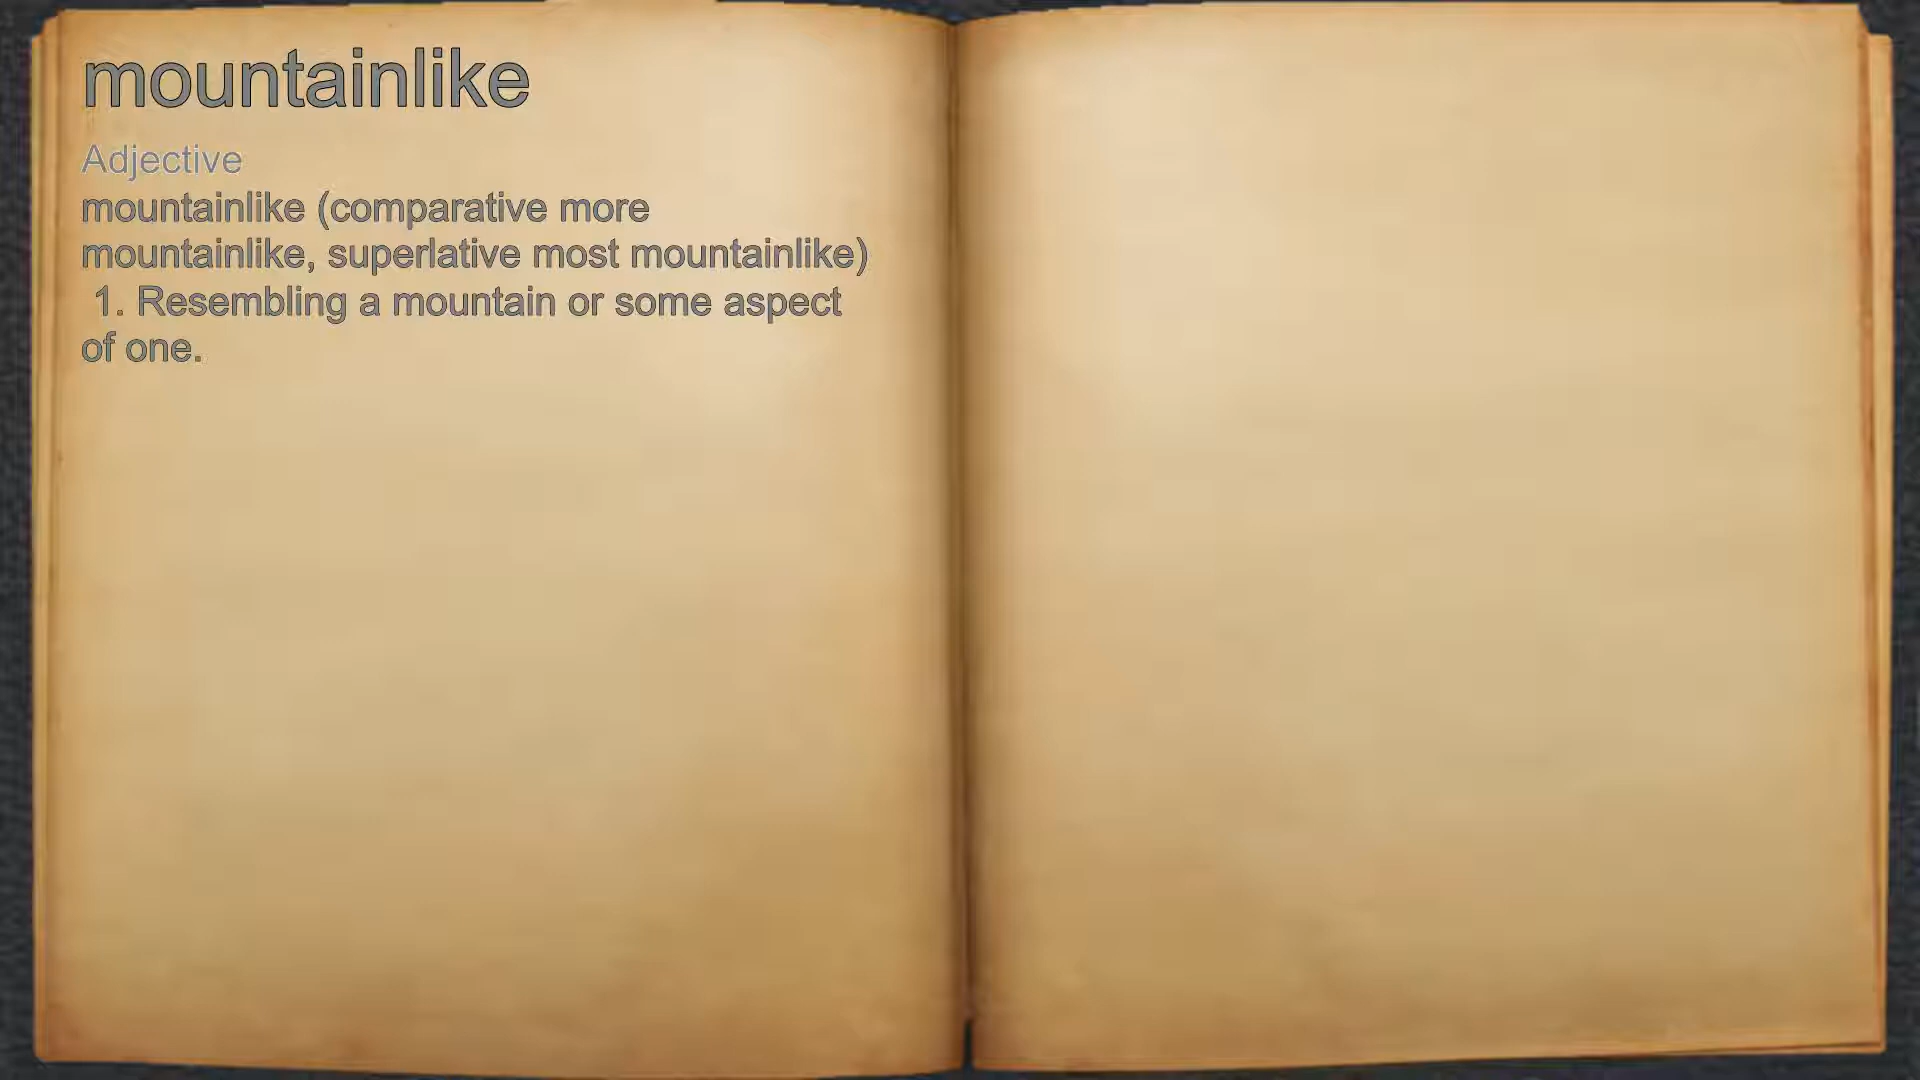 mountainlike
Adjective
mountainlike (comparative more
mountainlike, superlative most mountainlike)
1. Resembling a mountain or some aspect
of one.